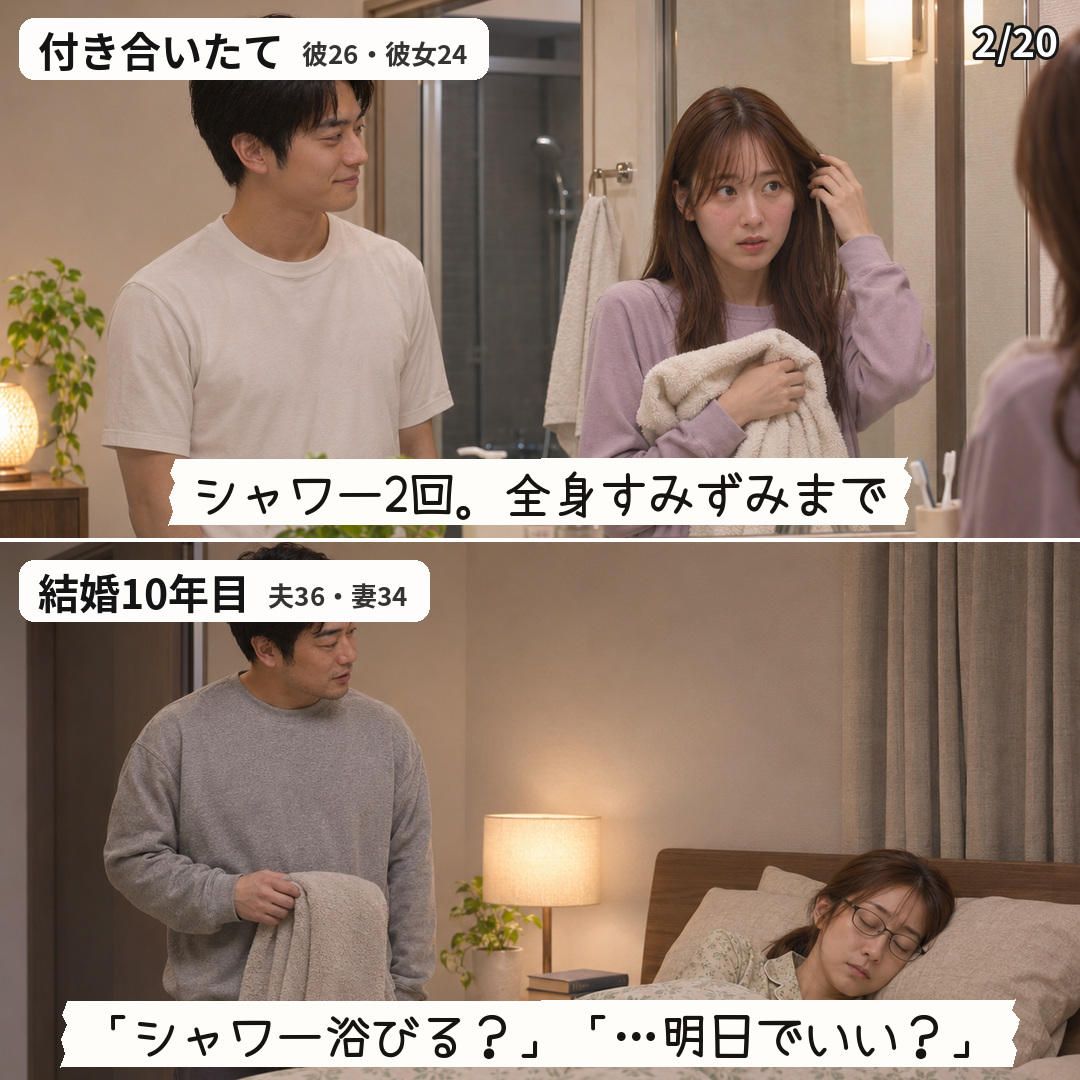 付き合いたて 彼26・彼女24
2/20
シャワー2回。全身すみずみまで
結婚10年目 夫36・妻34
「シャワー浴びる？」「…明日でいい？」